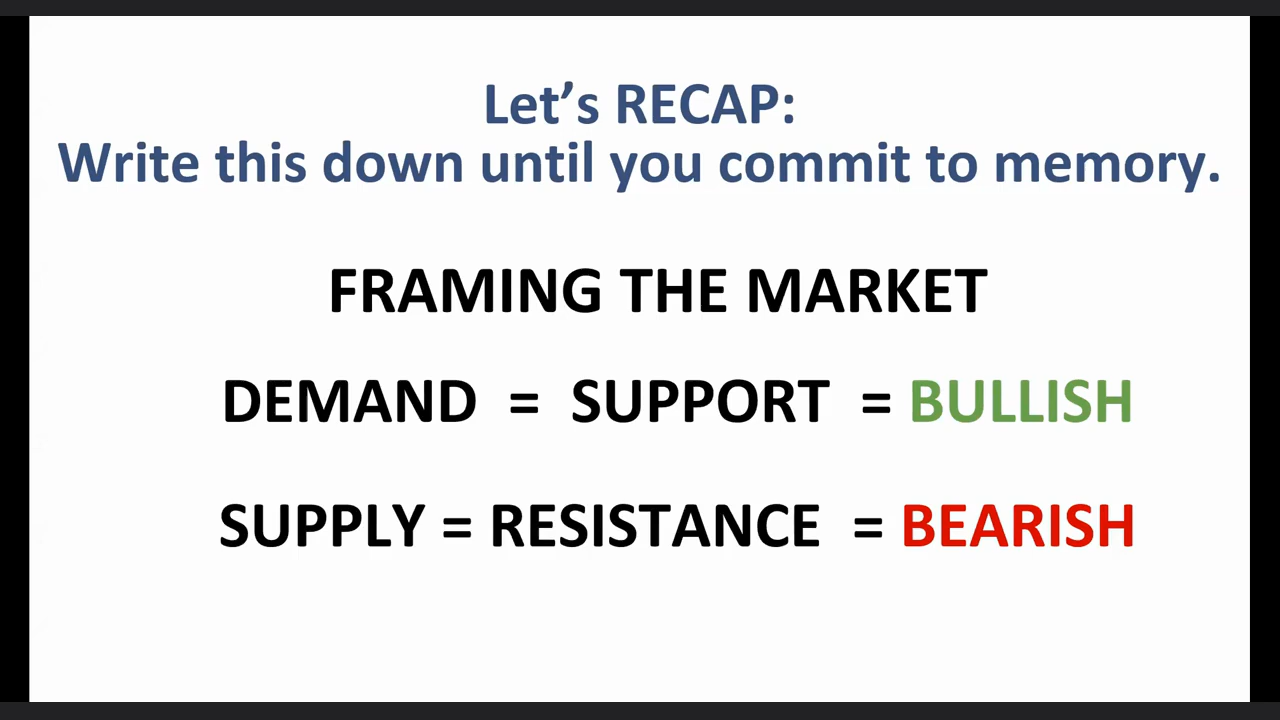 Let’s RECAP:
Write this down until you commit to memory.
FRAMING THE MARKET
DEMAND = SUPPORT = BULLISH
SUPPLY = RESISTANCE = BEARISH